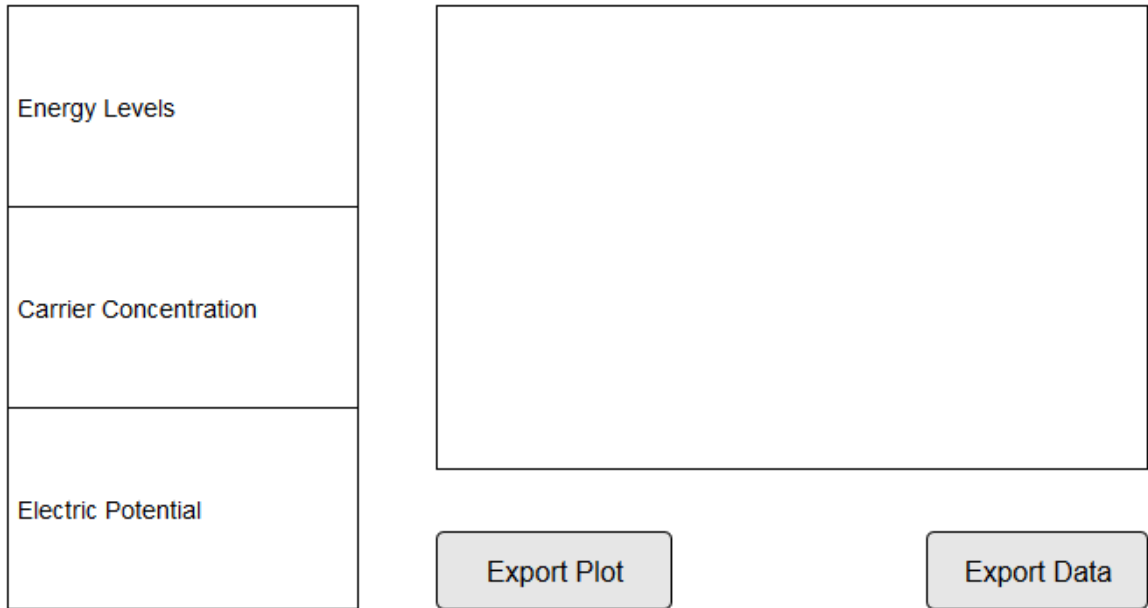 Energy Levels
Carrier Concentration
Electric Potential
Export Plot
Export Data